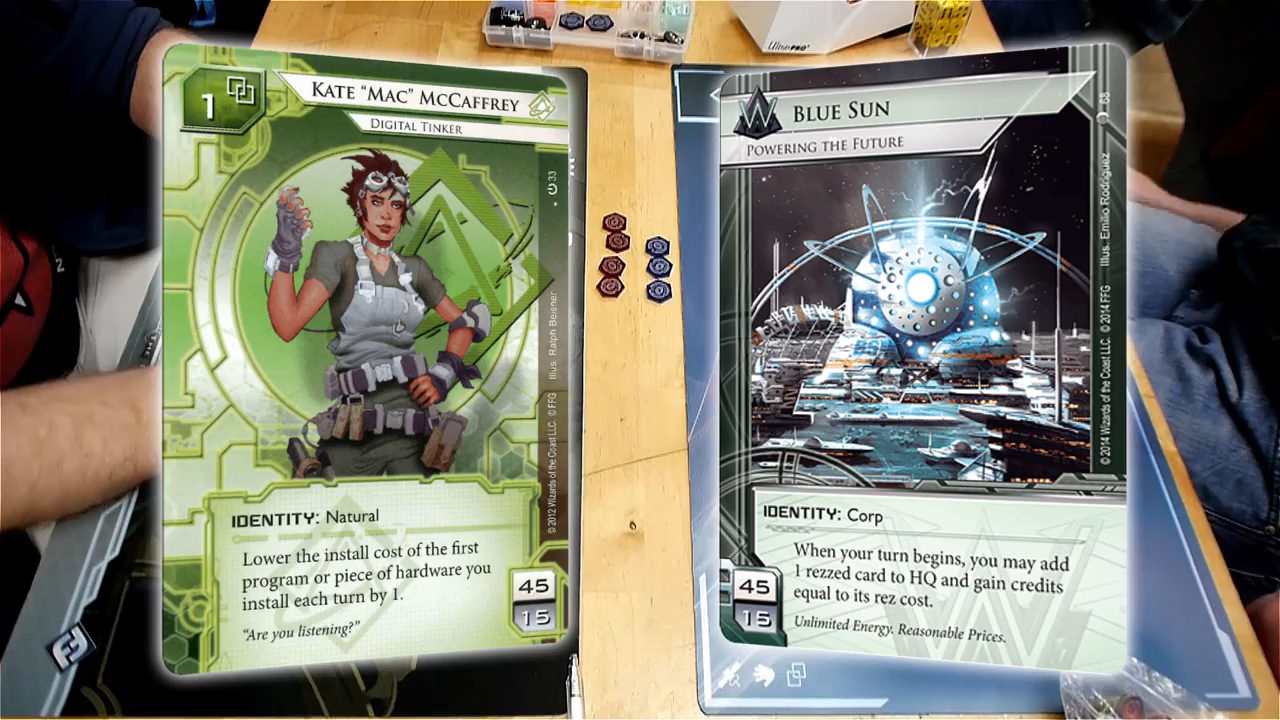 UltraPRO
1
KATE “MAC” MCCAFFREY
DIGITAL TINKER
33
© 2012 Wizards of the Coast LLC. © FFG Illus. Ralph Beisner
IDENTITY: Natural
Lower the install cost of the first
program or piece of hardware you
install each turn by 1.
“Are you listening?”
45
15
BLUE SUN
POWERING THE FUTURE
68
© 2014 Wizards of the Coast LLC. © 2014 FFG Illus. Emilio Rodriguez
IDENTITY: Corp
When your turn begins, you may add
1 rezzed card to HQ and gain credits
equal to its rez cost.
Unlimited Energy. Reasonable Prices.
45
15